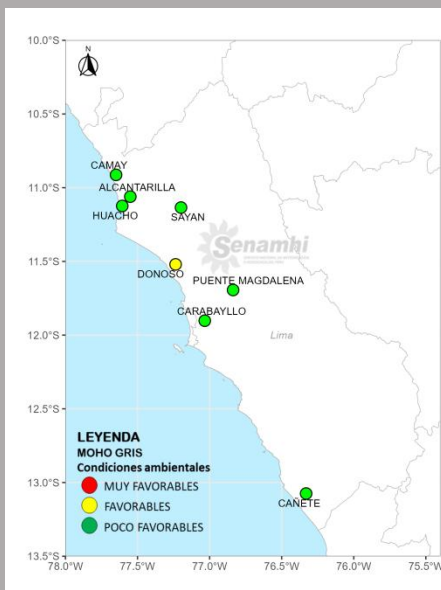 10.0°S
N
10.5°S
CAMAY
11.0°S
ALCANTARILLA
HUACHO
SAYAN
Senamhi
11.5°S
DONOSO
PUENTE MAGDALENA
CARABAYLLO
12.0°S
Lima
12.5°S
LEYENDA
MOHO GRIS
Condiciones ambientales
13.0°S
MUY FAVORABLES
CAÑETE
FAVORABLES
POCO FAVORABLES
13.5°S
78.0°W 77.5°W 77.0°W 76.5°W 76.0°W 75.5°W